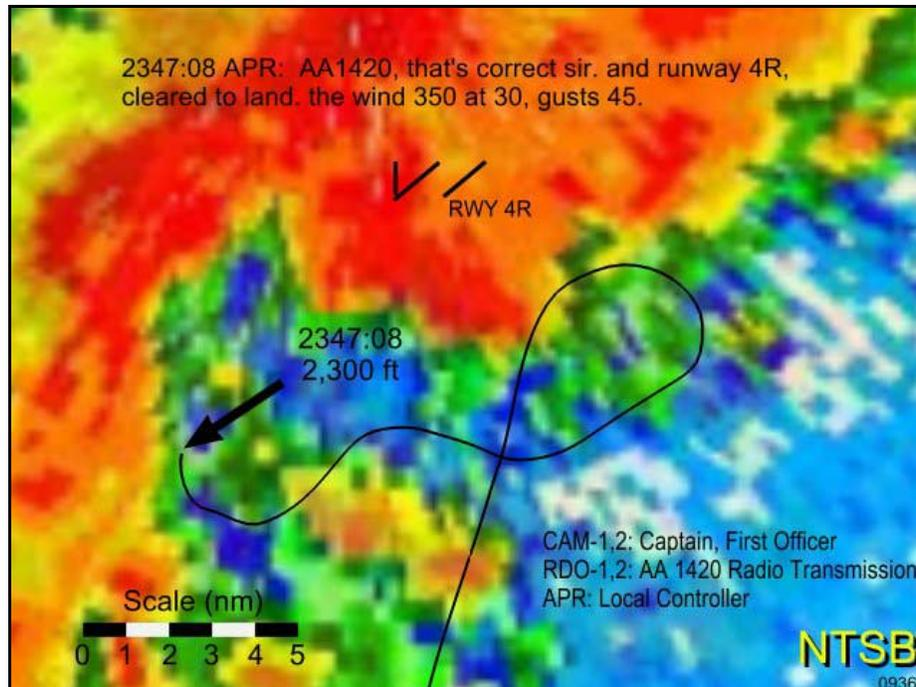 2347:08 APR: AA1420, that's correct sir. and runway 4R,
cleared to land. the wind 350 at 30, gusts 45.
RWY 4R
2347:08
2,300 ft
CAM-1,2: Captain, First Officer
RDO-1,2: AA 1420 Radio Transmission
APR: Local Controller
Scale (nm)
0 1 2 3 4 5
NTSB
0936